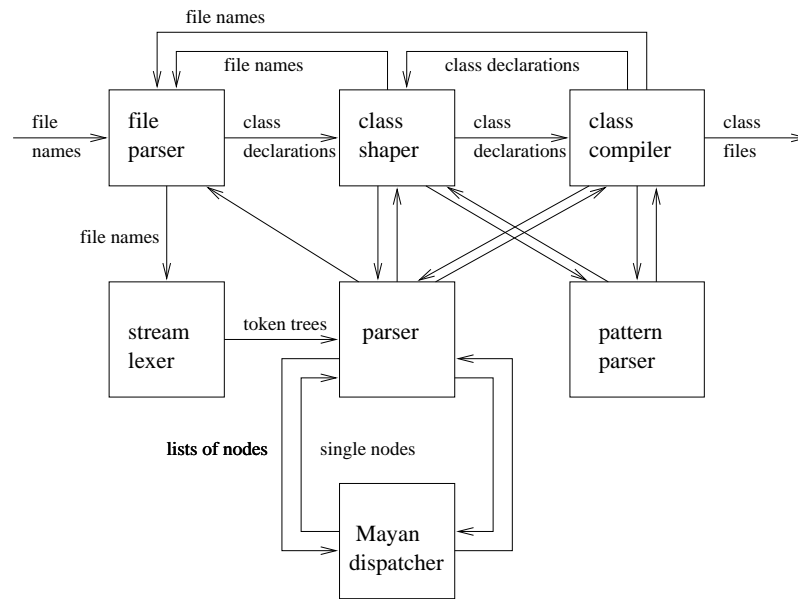 file names
file names
class declarations
file
names
file
parser
class
declarations
class
shaper
class
declarations
class
compiler
class
files
file names
stream
lexer
token trees
parser
pattern
parser
lists of nodes
single nodes
Mayan
dispatcher